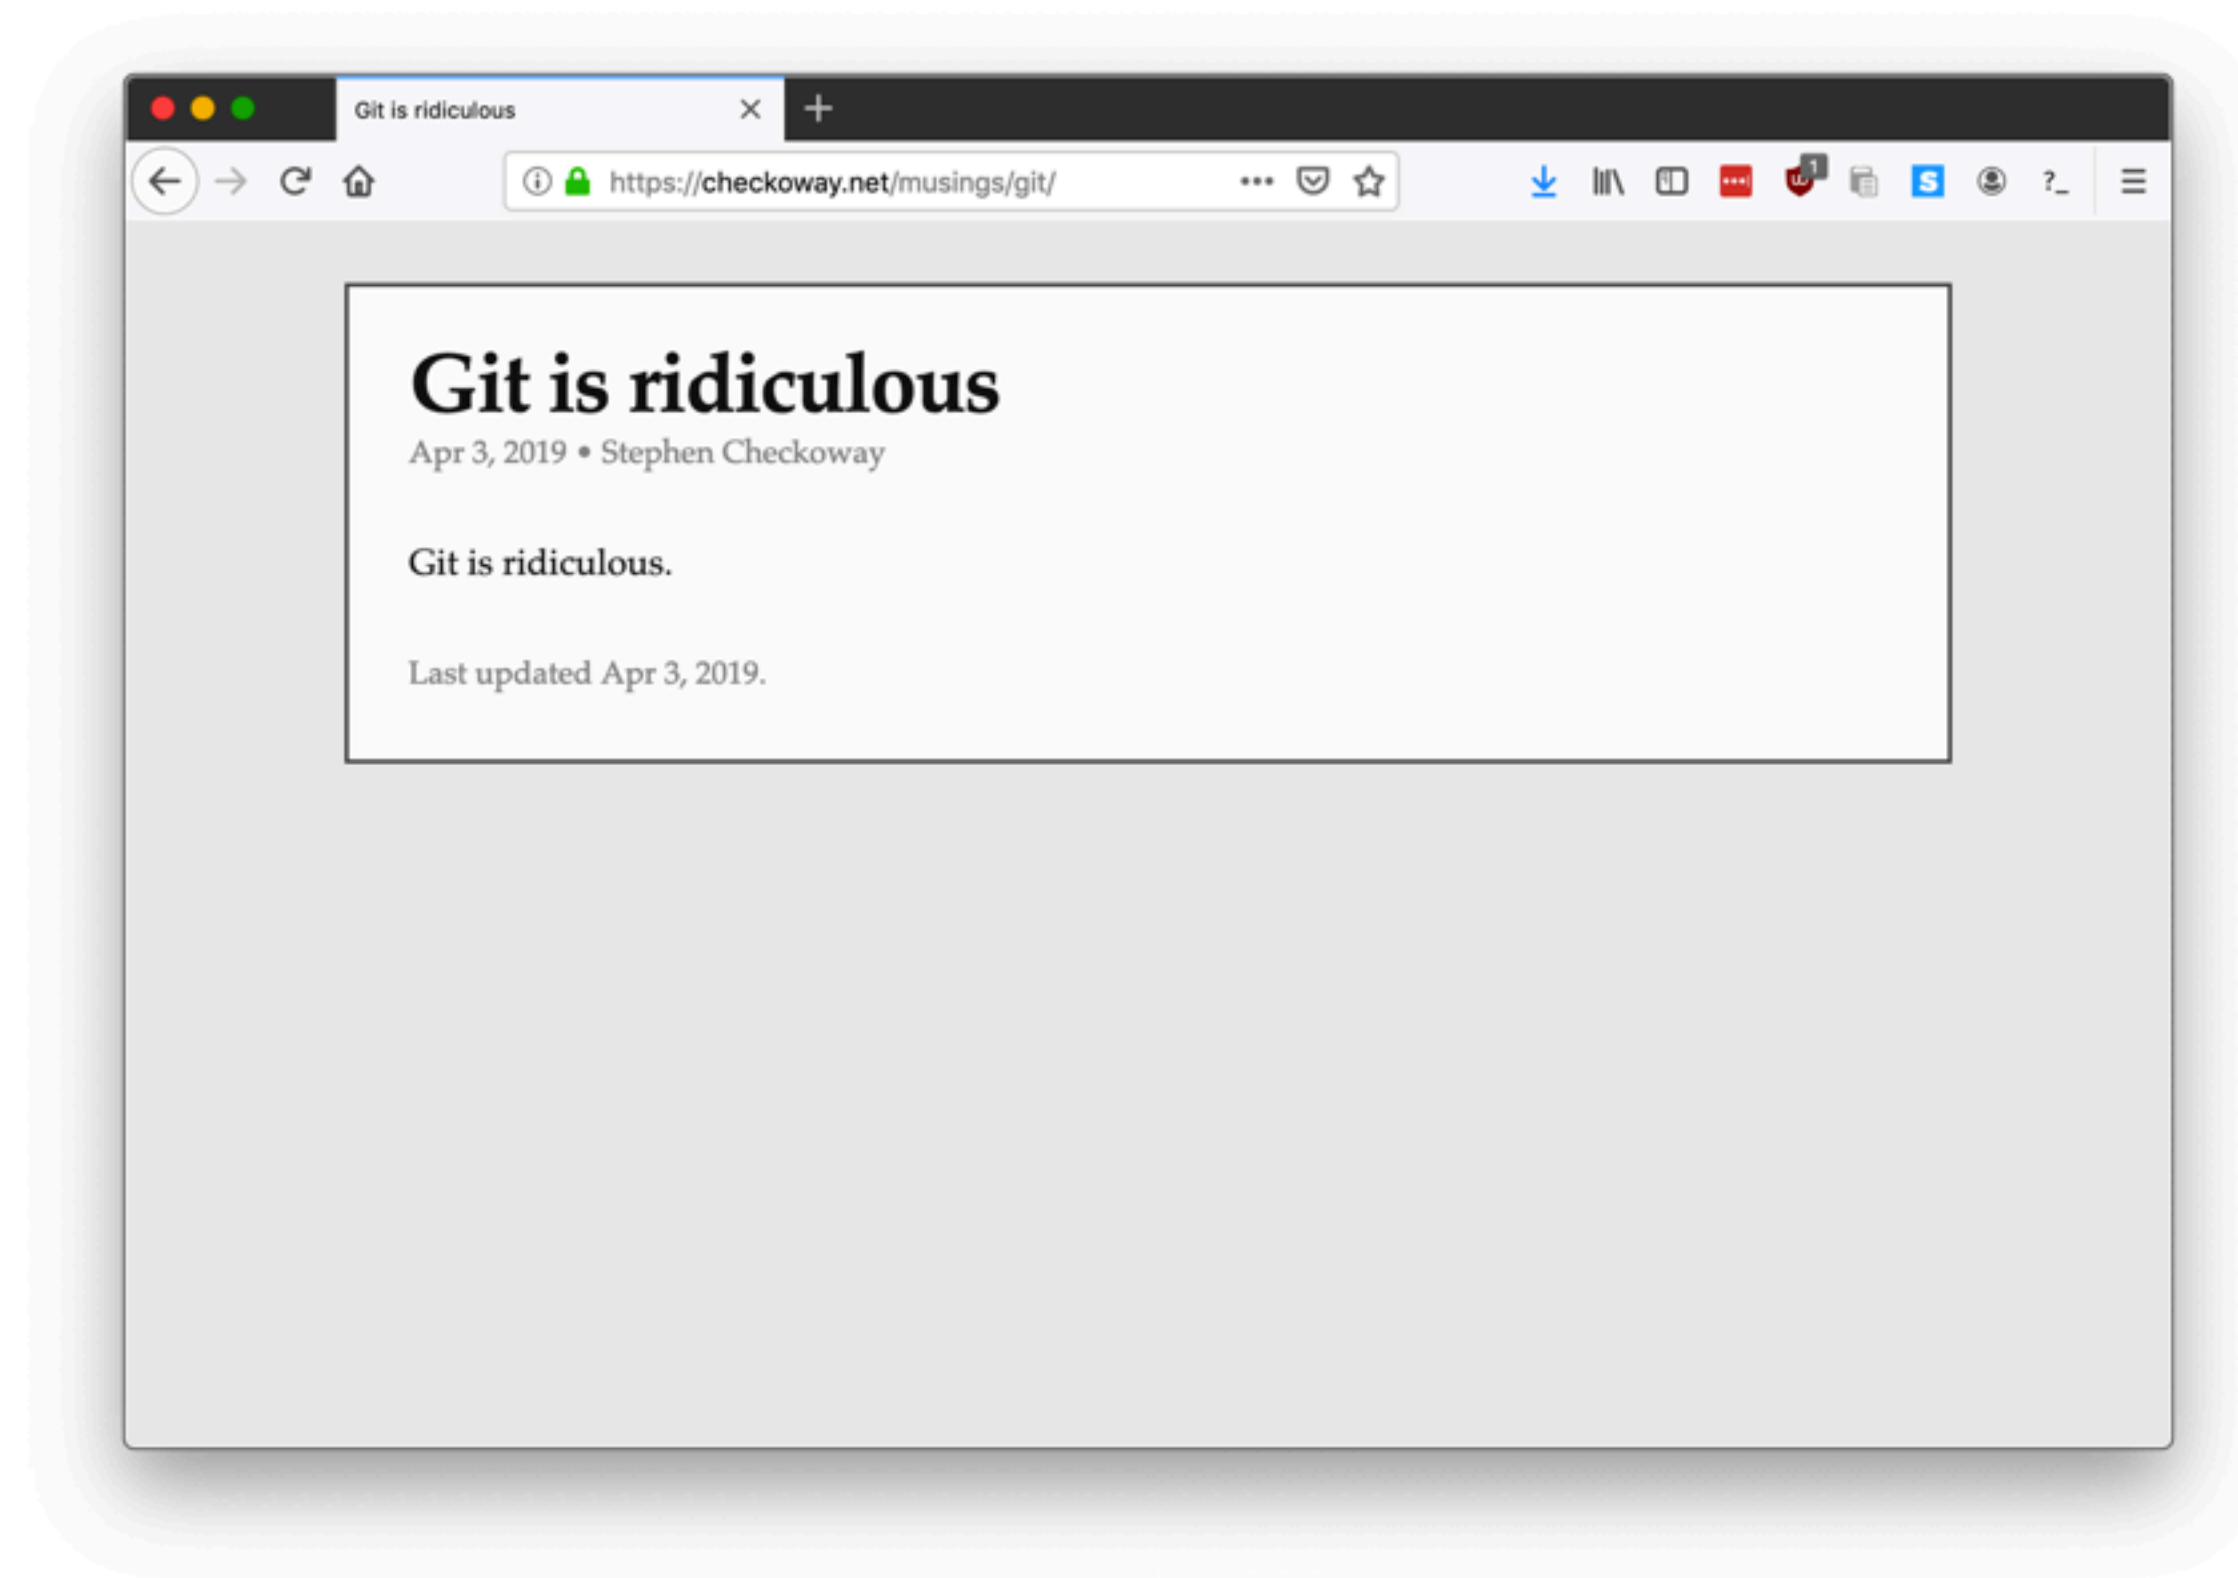 Git is ridiculous
https://checkoway.net/musings/git/
1
S
?_
Git is ridiculous
Apr 3, 2019 • Stephen Checkoway
Git is ridiculous.
Last updated Apr 3, 2019.